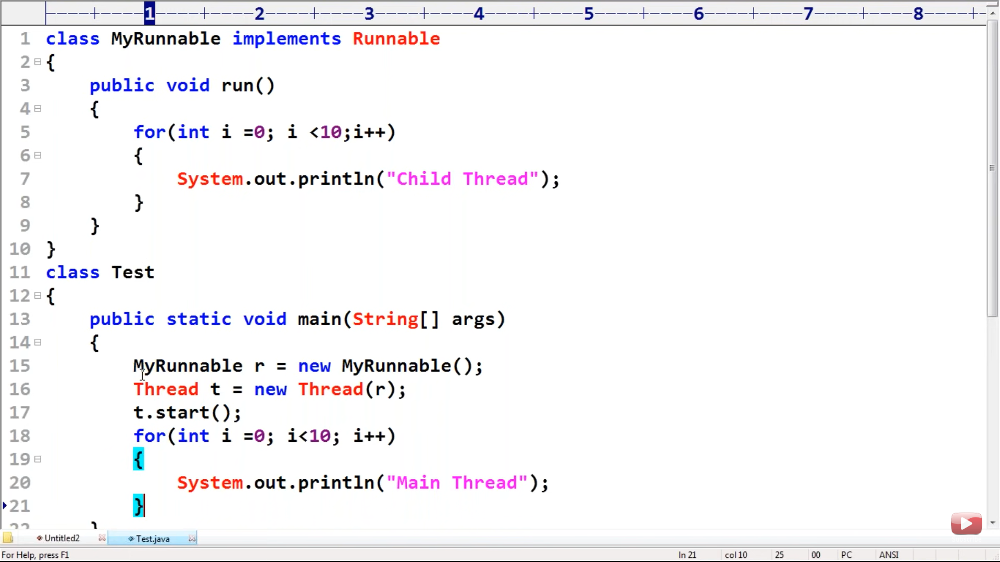 1 2 3 4 5 6 7 8
1 class MyRunnable implements Runnable
2 {
3 public void run()
4 {
5 for(int i =0; i <10;i++)
6 {
7 System.out.println("Child Thread");
8 }
9 }
10 }
11 class Test
12 {
13 public static void main(String[] args)
14 {
15 MyRunnable r = new MyRunnable();
16 Thread t = new Thread(r);
17 t.start();
18 for(int i =0; i<10; i++)
19 {
20 System.out.println("Main Thread");
21 }
22 }
Untitled2 Test.java
For Help, press F1 ln 21 col 10 25 00 PC ANSI